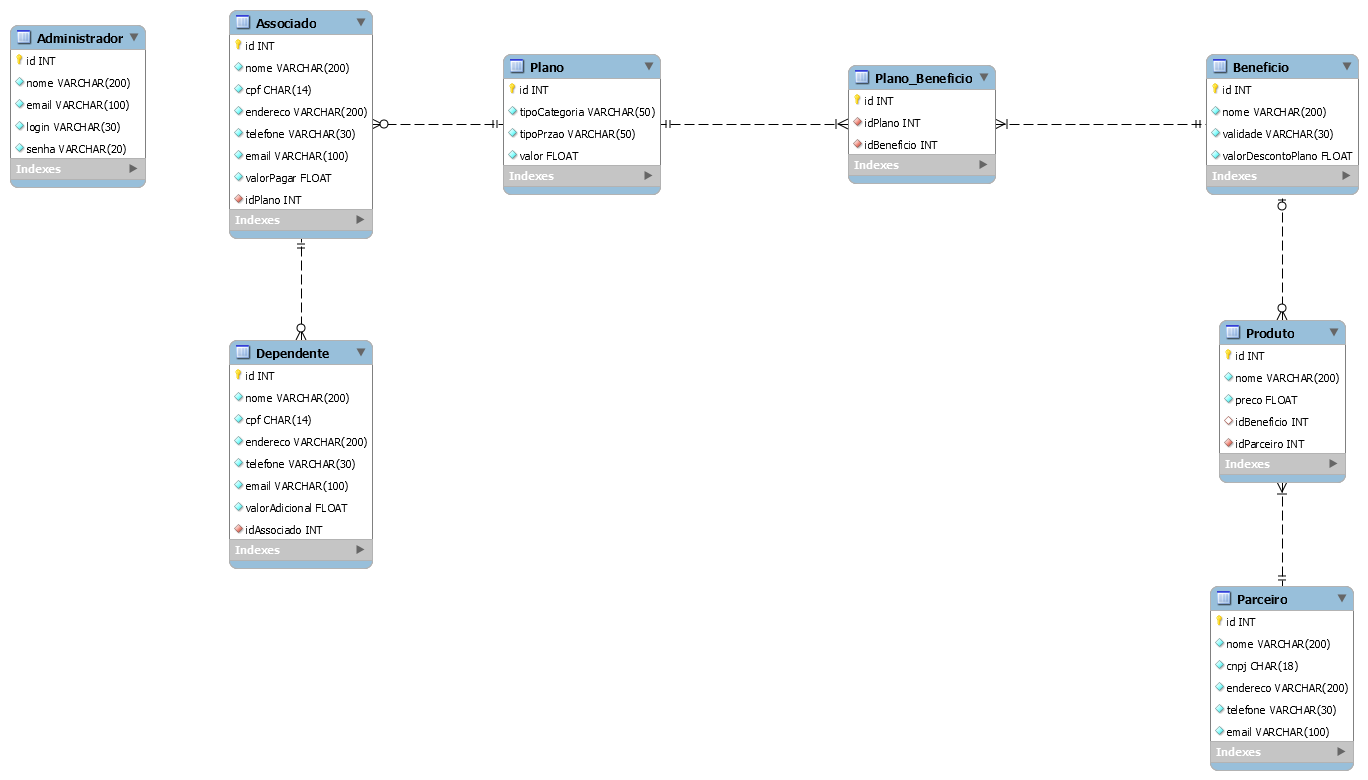 Administrador
id INT
nome VARCHAR(200)
email VARCHAR(100)
login VARCHAR(30)
senha VARCHAR(20)
Indexes
Associado
id INT
nome VARCHAR(200)
cpf CHAR(14)
endereco VARCHAR(200)
telefone VARCHAR(30)
email VARCHAR(100)
valorPagar FLOAT
idPlano INT
Indexes
Dependente
id INT
nome VARCHAR(200)
cpf CHAR(14)
endereco VARCHAR(200)
telefone VARCHAR(30)
email VARCHAR(100)
valorAdicional FLOAT
idAssociado INT
Indexes
Plano
id INT
tipoCategoria VARCHAR(50)
tipoPrzao VARCHAR(50)
valor FLOAT
Indexes
Plano_Beneficio
id INT
idPlano INT
idBeneficio INT
Indexes
Beneficio
id INT
nome VARCHAR(200)
validade VARCHAR(30)
valorDescontoPlano FLOAT
Indexes
Produto
id INT
nome VARCHAR(200)
preco FLOAT
idBeneficio INT
idParceiro INT
Indexes
Parceiro
id INT
nome VARCHAR(200)
cnpj CHAR(18)
endereco VARCHAR(200)
telefone VARCHAR(30)
email VARCHAR(100)
Indexes